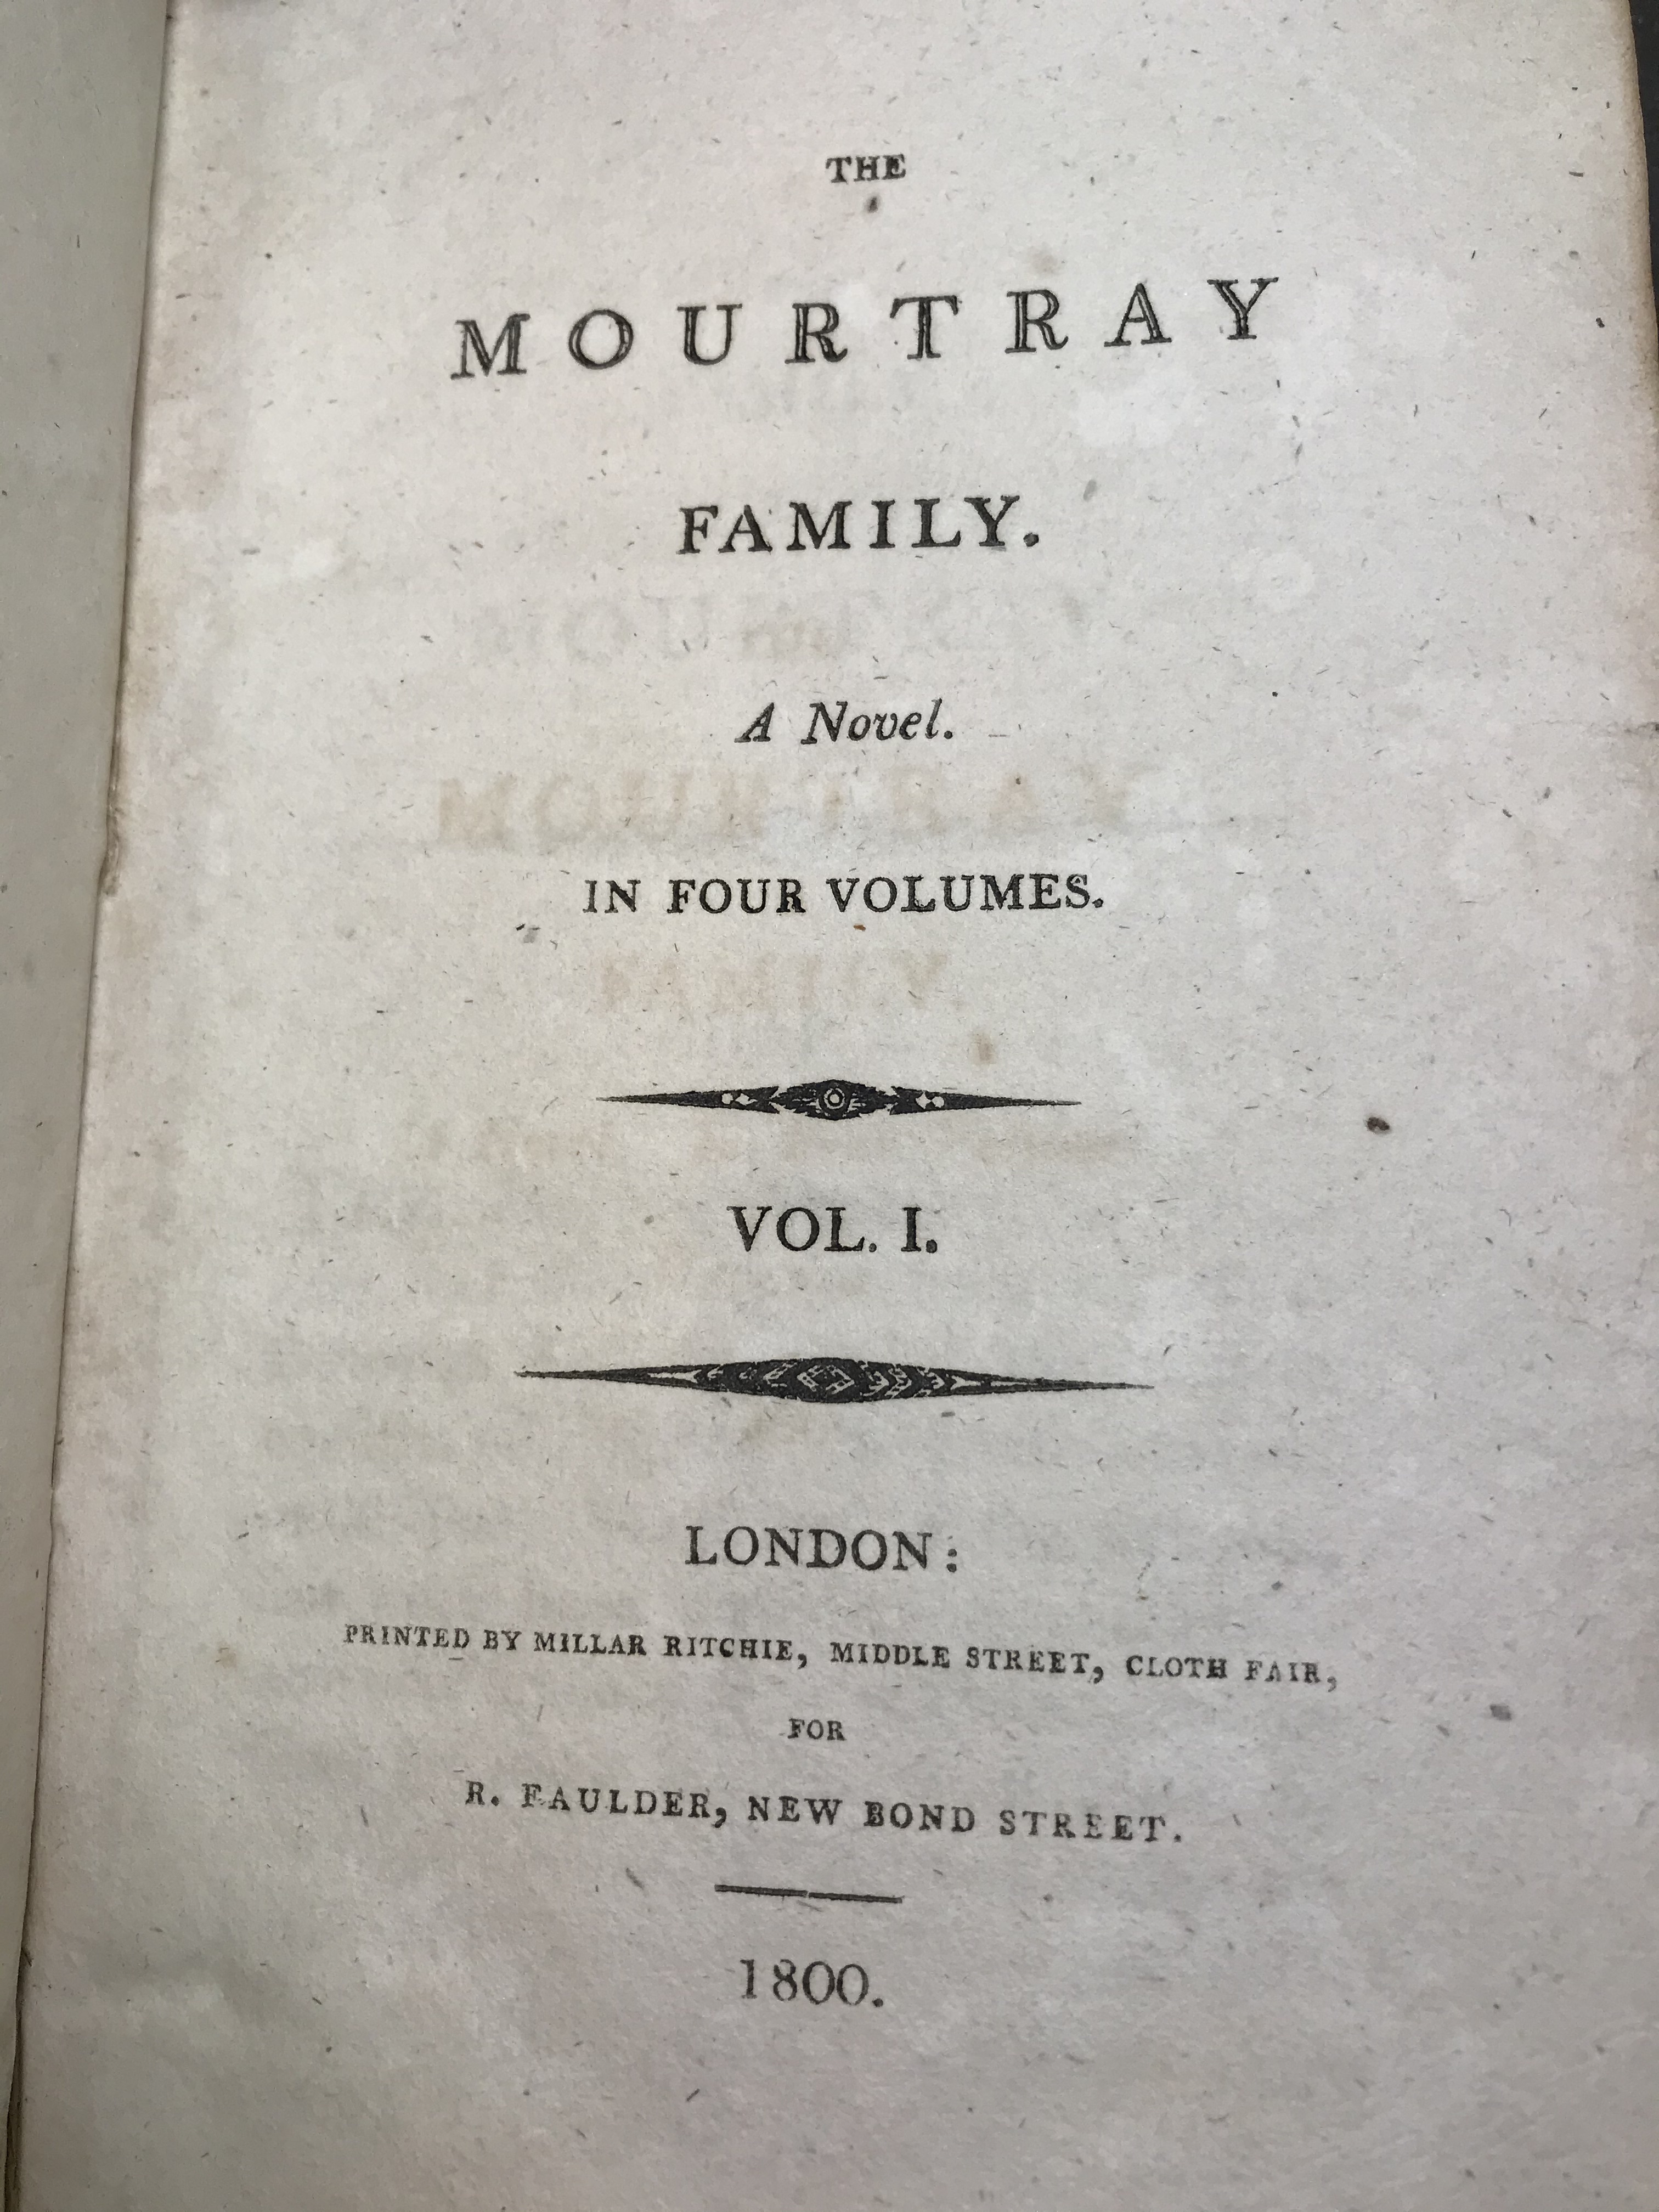 THE
MOURTRAY
FAMILY.
A Novel.
IN FOUR VOLUMES.
VOL. I.
LONDON:
PRINTED BY MILLAR RITCHIE, MIDDLE STREET, CLOTH FAIR,
FOR
R. FAULDER, NEW BOND STREET.
1800.